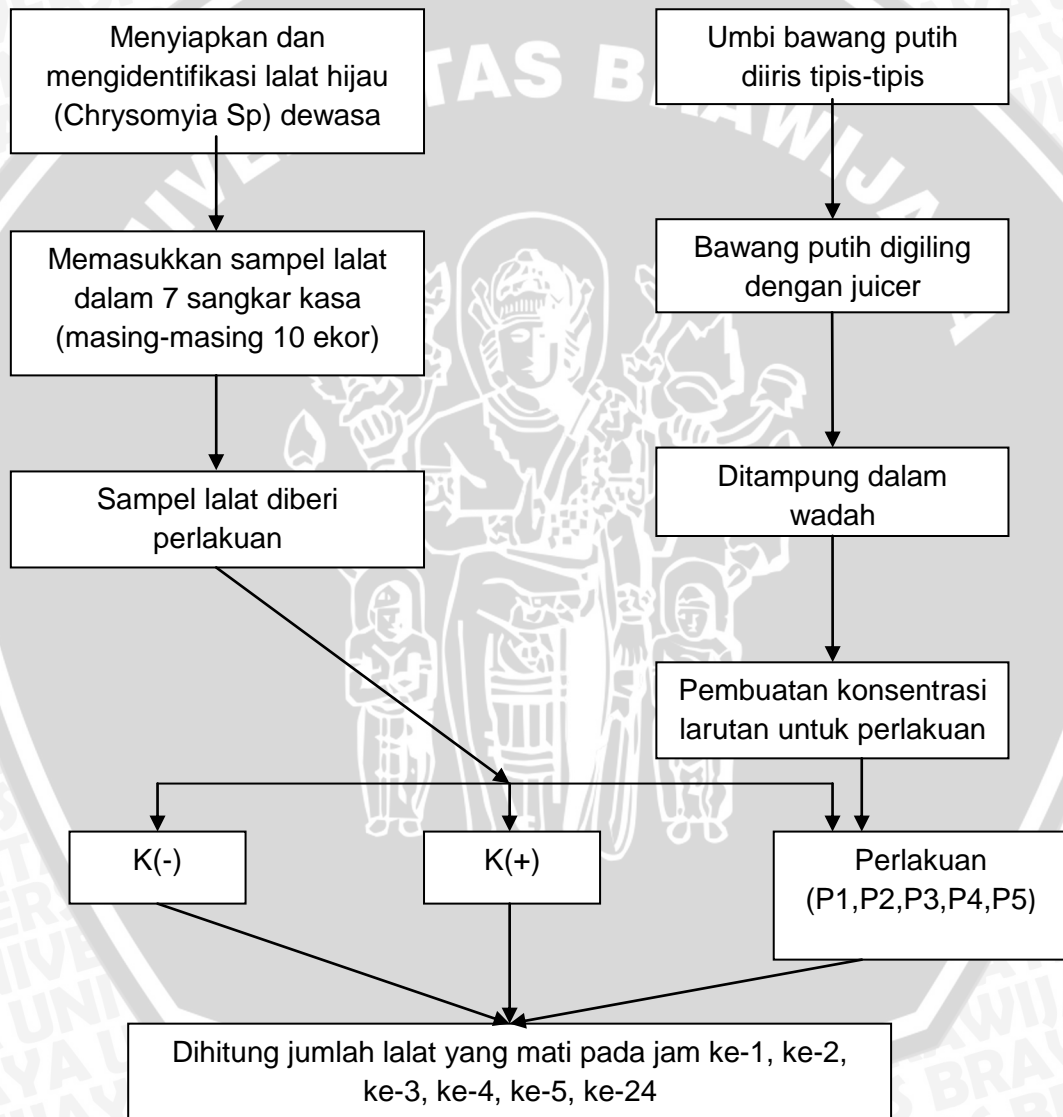 Menyiapkan dan
mengidentifikasi lalat hijau
(Chrysomyia Sp) dewasa
Memasukkan sampel lalat
dalam 7 sangkar kasa
(masing-masing 10 ekor)
Sampel lalat diberi
perlakuan
Umbi bawang putih
diiris tipis-tipis
Bawang putih digiling
dengan juicer
Ditampung dalam
wadah
Pembuatan konsentrasi
larutan untuk perlakuan
K(-)
K(+)
Perlakuan
(P1,P2,P3,P4,P5)
Dihitung jumlah lalat yang mati pada jam ke-1, ke-2,
ke-3, ke-4, ke-5, ke-24